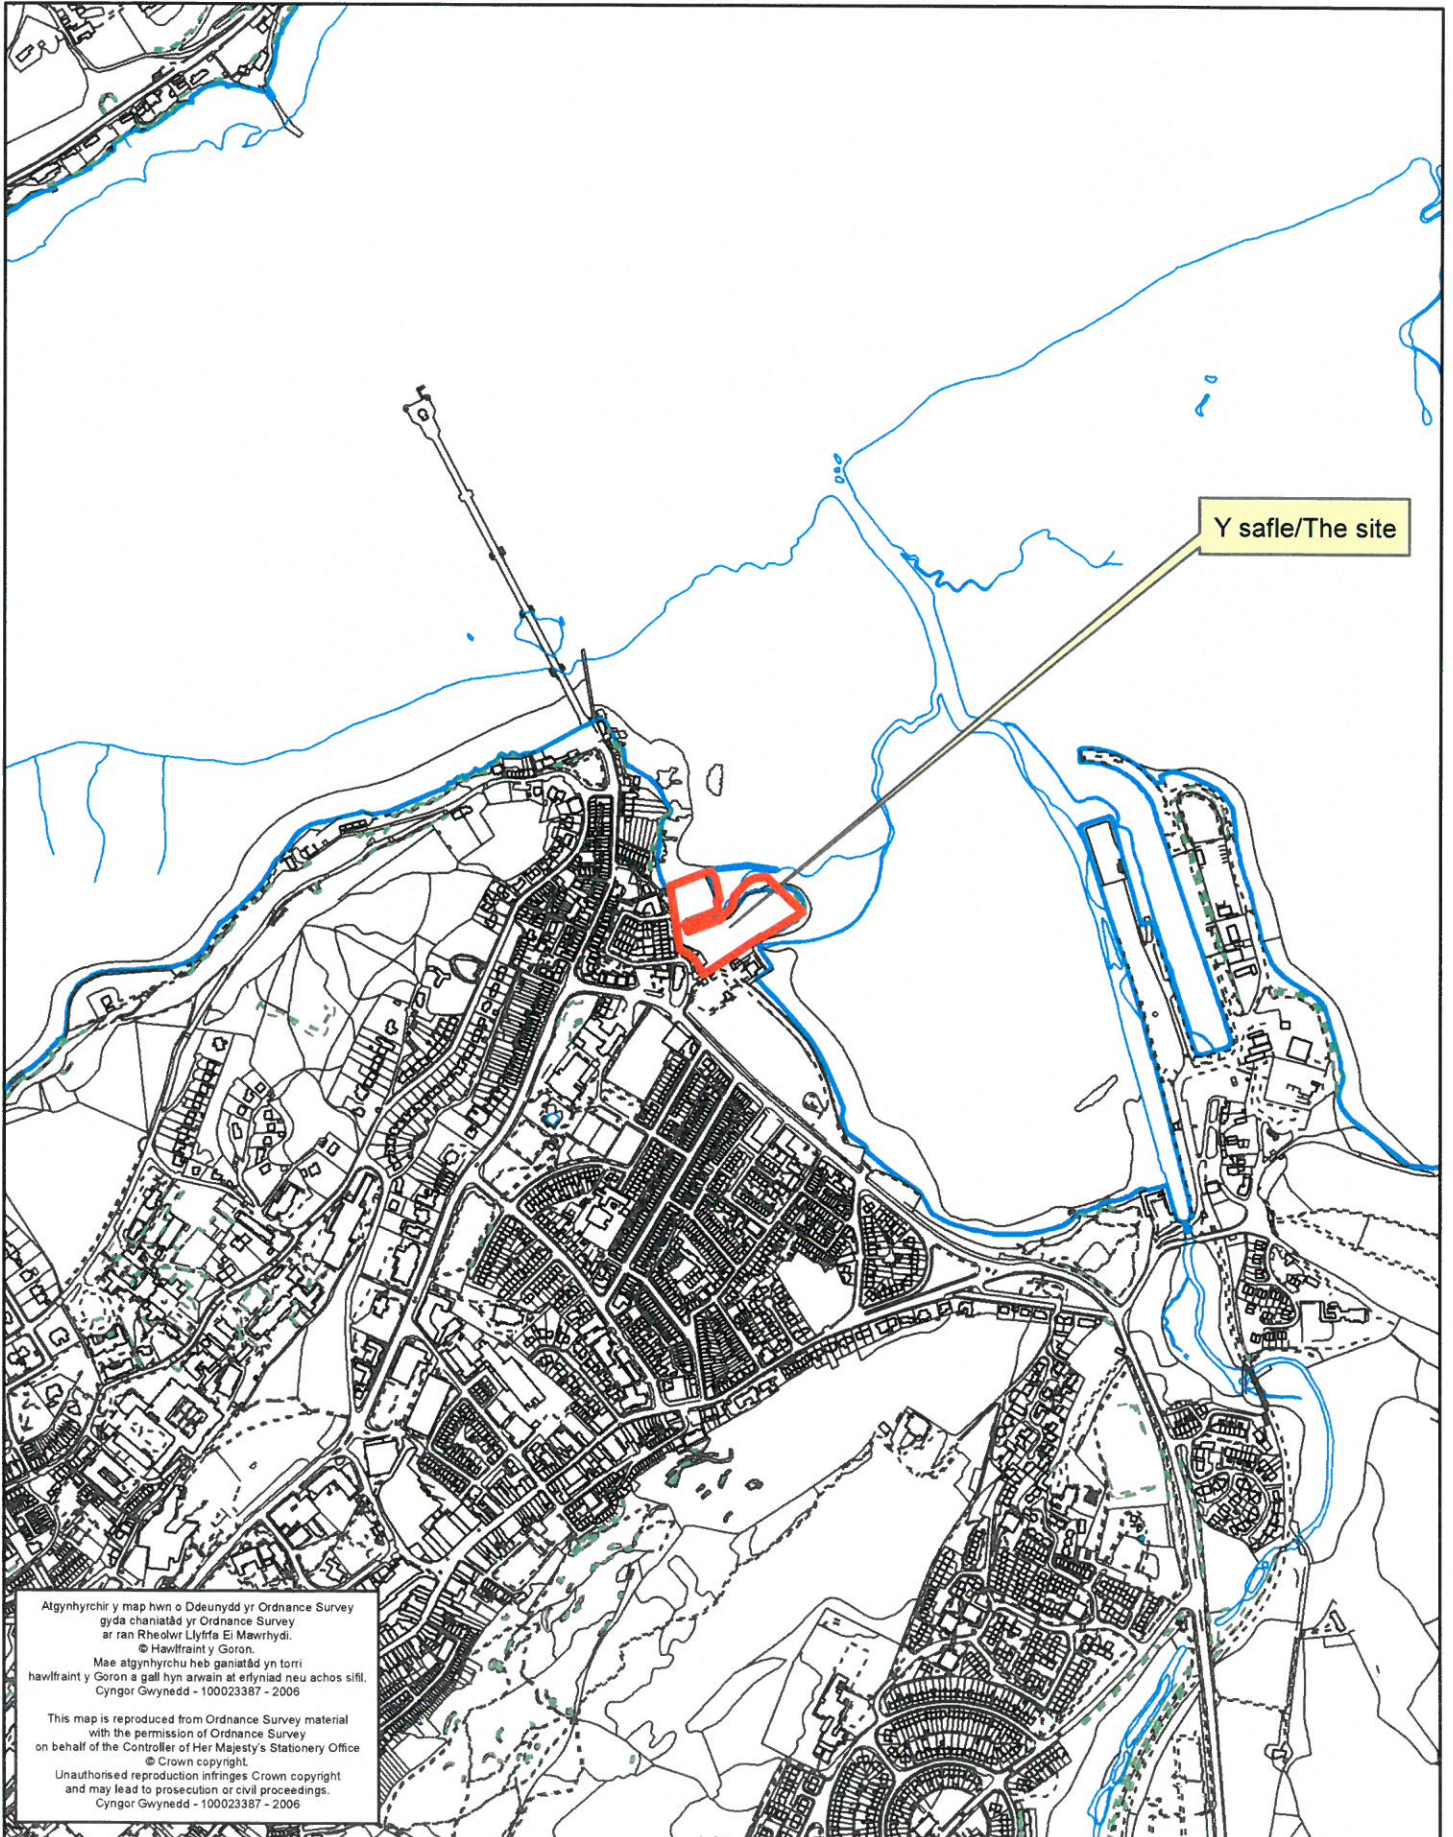 Y safle/The site
Atgynhyrchir y map hwn o Ddeunydd yr Ordnance Survey
gyda chaniatâd yr Ordnance Survey
ar ran Rheolwr Llyfrfa Ei Mawrhydi.
© Hawlfraint y Goron.
Mae atgynhyrchu heb ganiatâd yn torri
hawlfraint y Goron a gall hyn arwain at erlyniad neu achos sifil.
Cyngor Gwynedd - 100023387 - 2006
This map is reproduced from Ordnance Survey material
with the permission of Ordnance Survey
on behalf of the Controller of Her Majesty's Stationery Office
© Crown copyright.
Unauthorised reproduction infringes Crown copyright
and may lead to prosecution or civil proceedings.
Cyngor Gwynedd - 100023387 - 2006